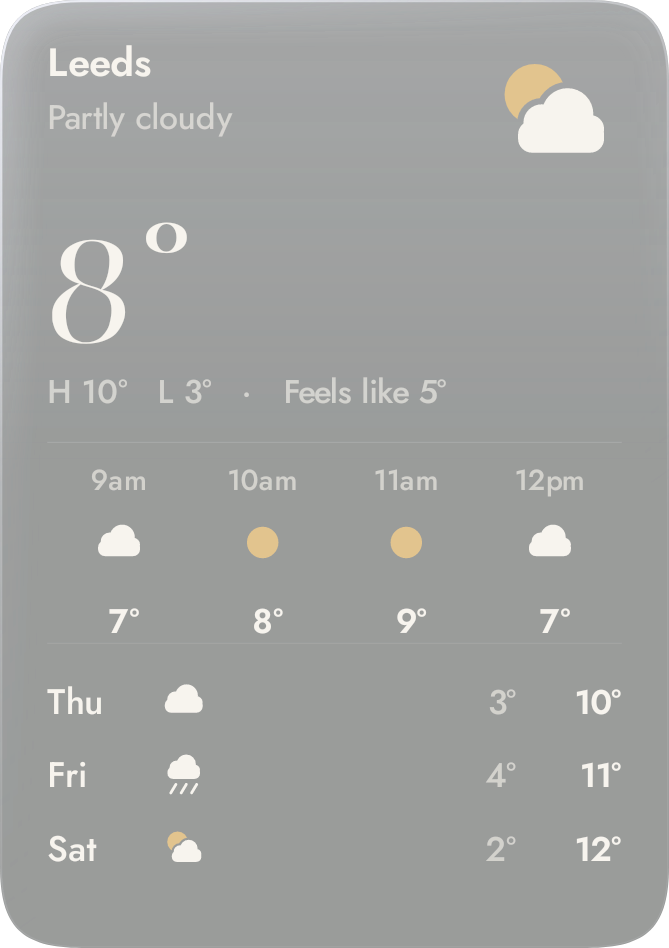 Leeds
Partly cloudy
8°
H 10° L 3° · Feels like 5°
9am 10am 11am 12pm
7° 8° 9° 7°
Thu 3° 10°
Fri 4° 11°
Sat 2° 12°